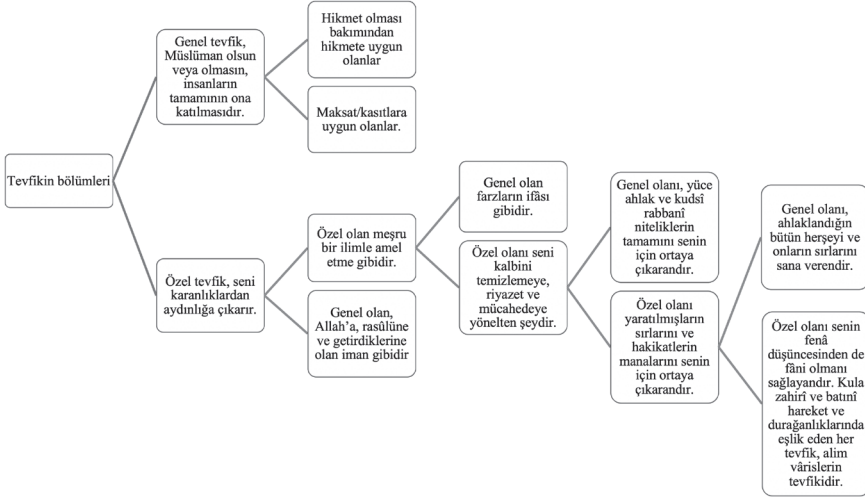 Tevfikin bölümleri
Genel tevfik,
Müslüman olsun
veya olmasın,
insanların
tamamının ona
katılmasıdır.
Hikmet olması
bakımından
hikmete uygun
olanlar
Maksat/kasıtlara
uygun olanlar.
Özel tevfik, seni
karanlıklardan
aydınlığa çıkarır.
Özel olan meşru
bir ilimle amel
etme gibidir.
Genel olan,
Allah’a, rasûlüne
ve getirdiklerine
olan iman gibidir
Genel olan
farzların ifâsı
gibidir.
Özel olanı seni
kalbini
temizlemeye,
riyazet ve
mücahedeye
yönelten şeydir.
Genel olanı, yüce
ahlak ve kudsî
rabbanî
niteliklerin
tamamını senin
için ortaya
çıkarandır.
Özel olanı
yaratılmışların
sırlarını ve
hakikatlerin
manalarını senin
için ortaya
çıkarandır.
Genel olanı,
ahlaklandığın
bütün herşeyi ve
onların sırlarını
sana verendir.
Özel olanı senin
fenâ
düşüncesinden de
fâni olmanı
sağlayandır. Kula
zahirî ve batınî
hareket ve
durağanlıklarında
eşlik eden her
tevfik, alim
vârislerin
tevfikidir.